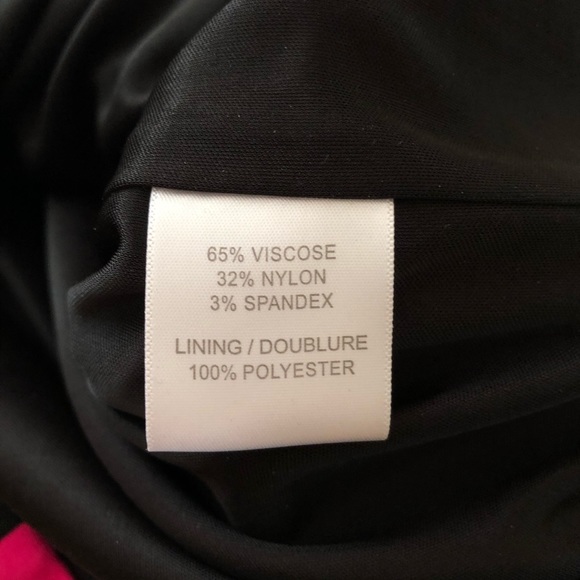 65% VISCOSE
32% NYLON
3% SPANDEX
LINING / DOUBLURE
100% POLYESTER